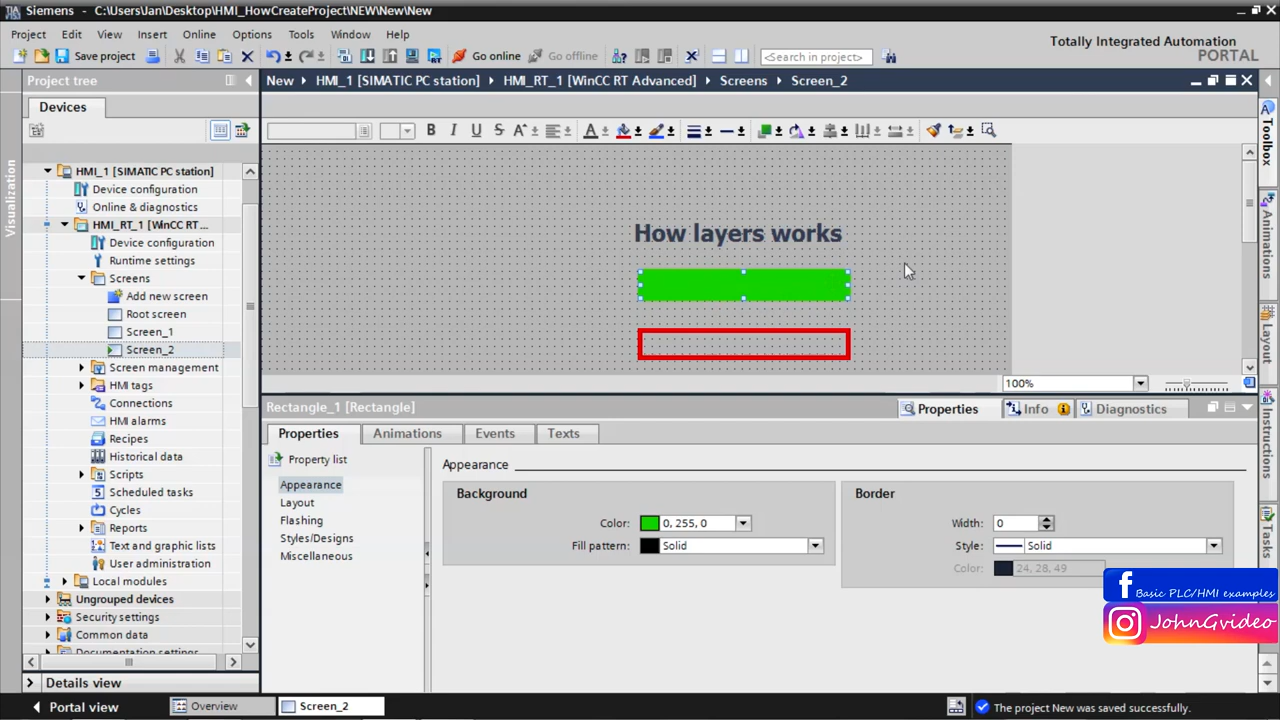 Siemens - C:\Users\Jan\Desktop\HMI_HowCreateProject\NEW\New\New
Project Edit View Insert Online Options Tools Window Help
Totally Integrated Automation
PORTAL
Save project Go online Go offline <Search in project>
Project tree
New HMI_1 [SIMATIC PC station] HMI_RT_1 [WinCC RT Advanced] Screens Screen_2
Devices
Visualization
HMI_1 [SIMATIC PC station]
Device configuration
Online & diagnostics
HMI_RT_1 [WinCC RT ...
Device configuration
Runtime settings
Screens
Add new screen
Root screen
Screen_1
Screen_2
Screen management
HMI tags
Connections
HMI alarms
Recipes
Historical data
Scripts
Scheduled tasks
Cycles
Reports
Text and graphic lists
User administration
Local modules
Ungrouped devices
Security settings
Common data
Documentation settings
Details view
B I U S A A
How layers works
100%
Rectangle_1 [Rectangle]
Properties Info Diagnostics
Properties Animations Events Texts
Property list
Appearance
Layout
Flashing
Styles/Designs
Miscellaneous
Appearance
Background
Color: 0, 255, 0
Fill pattern: Solid
Border
Width: 0
Style: Solid
Color: 24, 28, 49
Toolbox
Animations
Layout
Instructions
Tasks
f Basic PLC/HMI examples
JohnGvideo
Portal view Overview Screen_2 The project New was saved successfully.